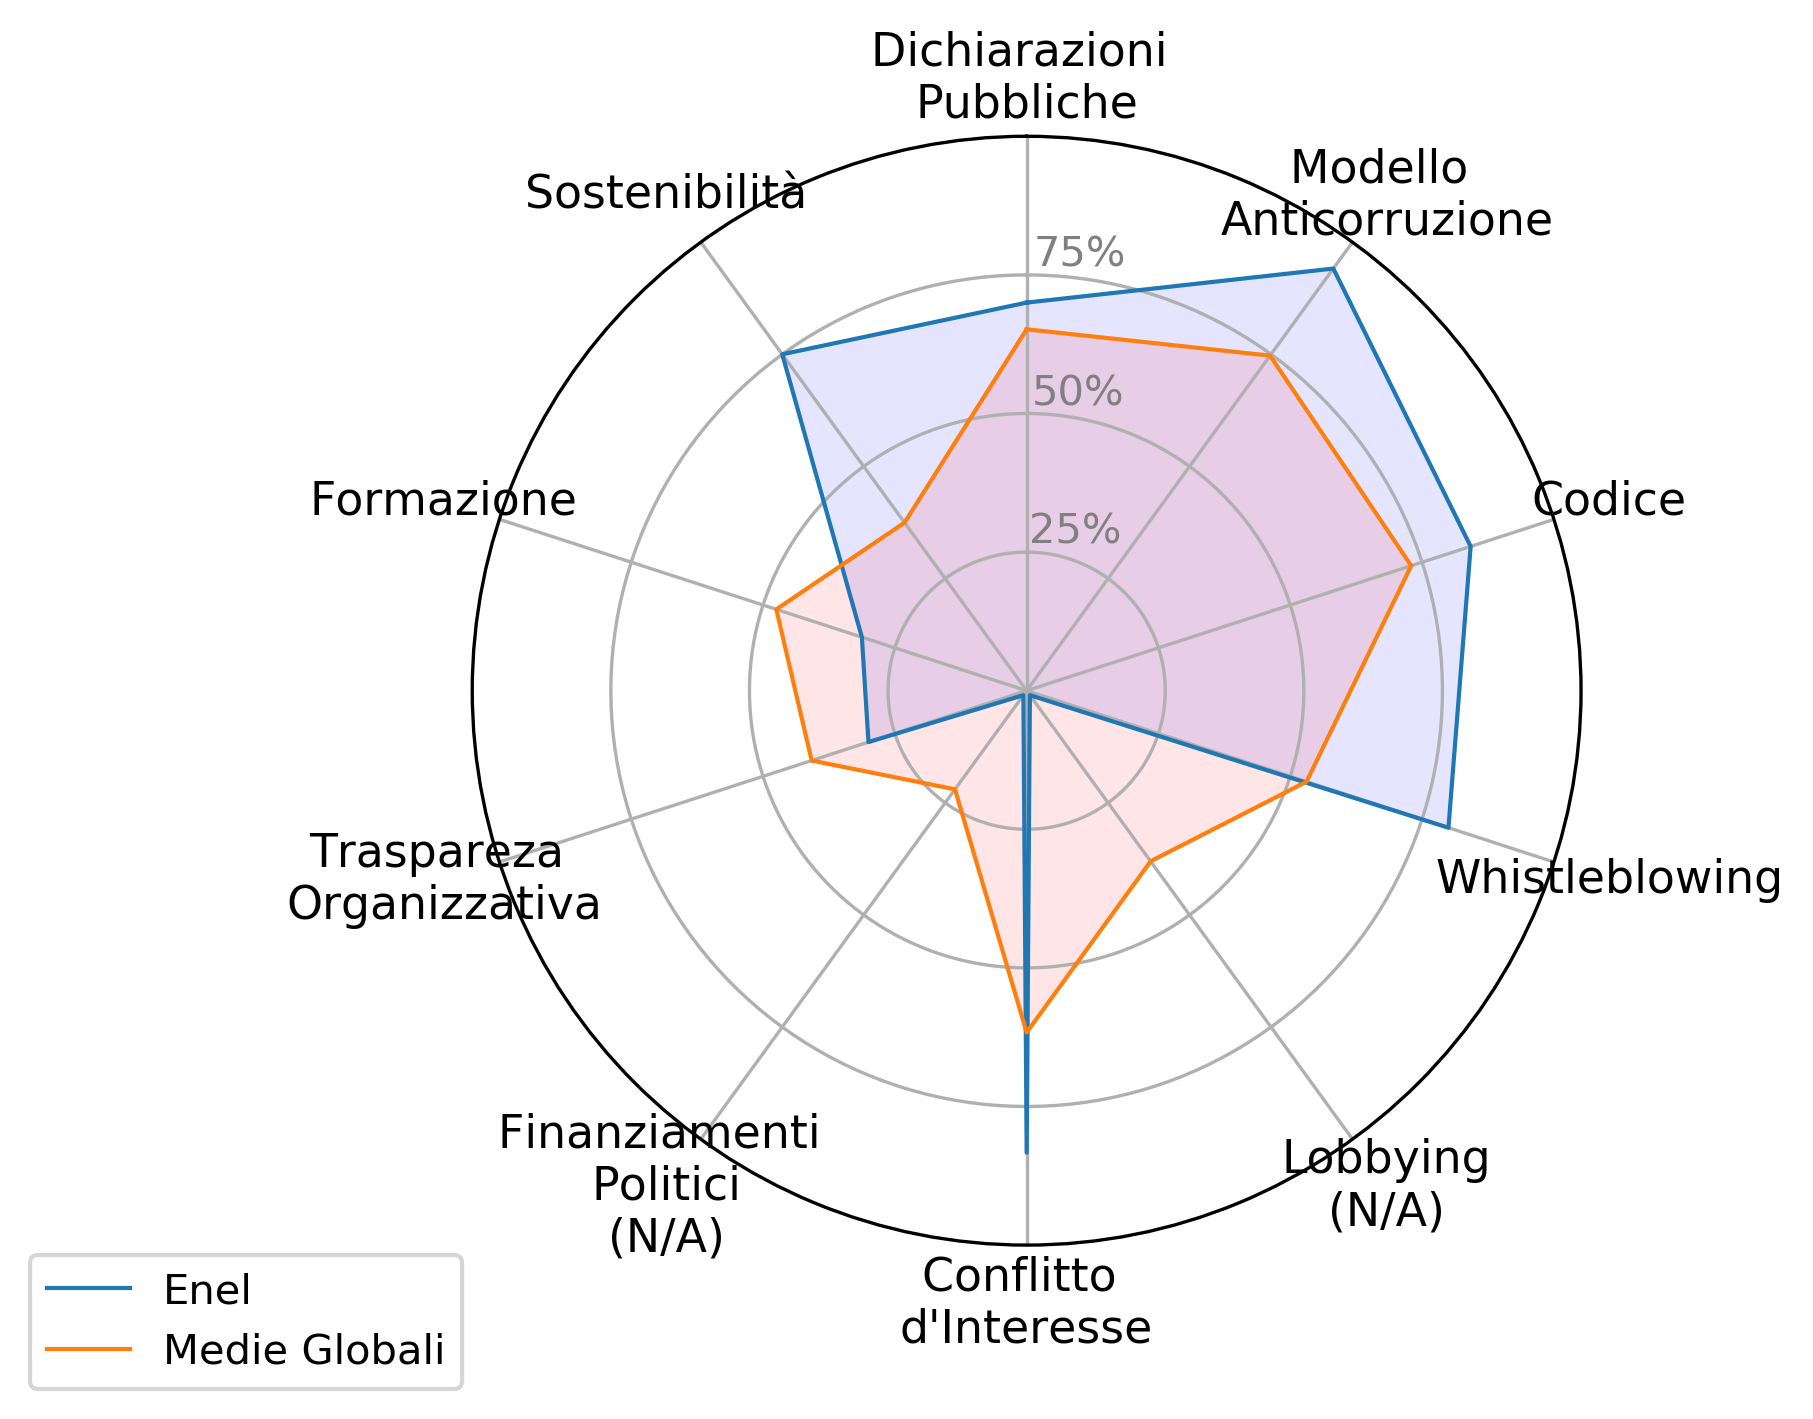 Dichiarazioni
Pubbliche
Modello
Anticorruzione
Sostenibilità
75%
50%
25%
Formazione
Codice
Traspareza
Organizzativa
Whistleblowing
Finanziamenti
Politici
(N/A)
Lobbying
(N/A)
Conflitto
d'Interesse
Enel
Medie Globali